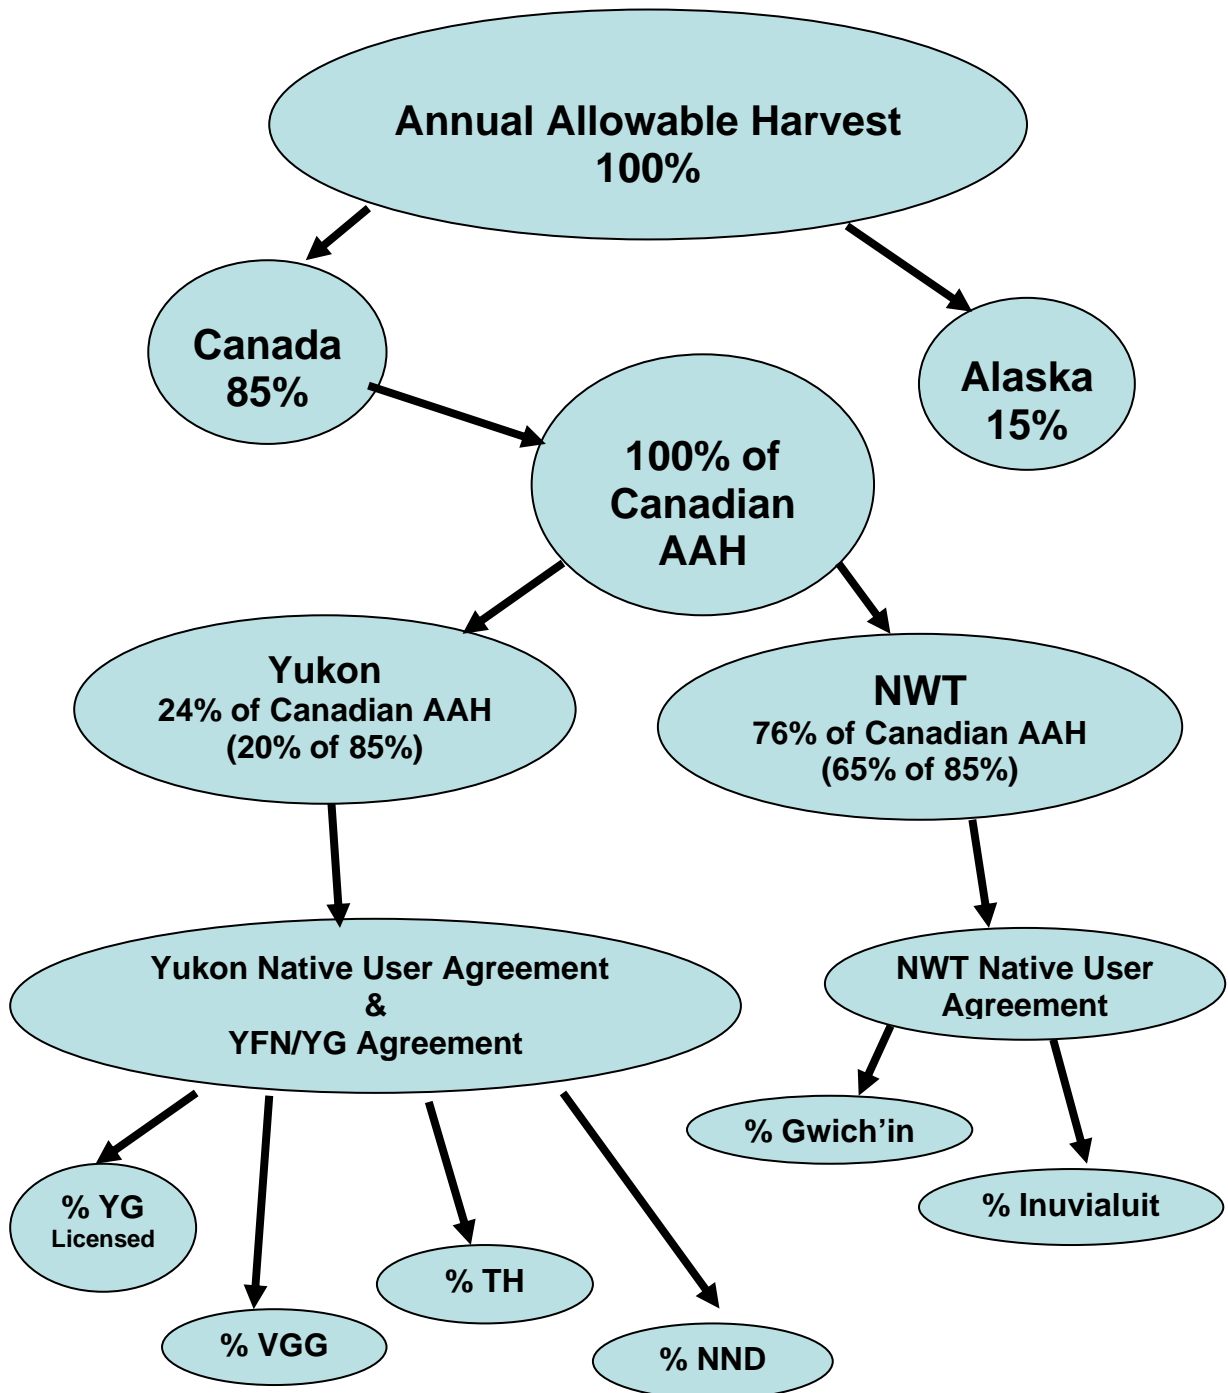 Annual Allowable Harvest
100%
Canada
85%
Alaska
15%
100% of
Canadian
AAH
Yukon
24% of Canadian AAH
(20% of 85%)
NWT
76% of Canadian AAH
(65% of 85%)
Yukon Native User Agreement
&
YFN/YG Agreement
NWT Native User
Agreement
% Gwich’in
% Inuvialuit
% YG
Licensed
% TH
% VGG
% NND